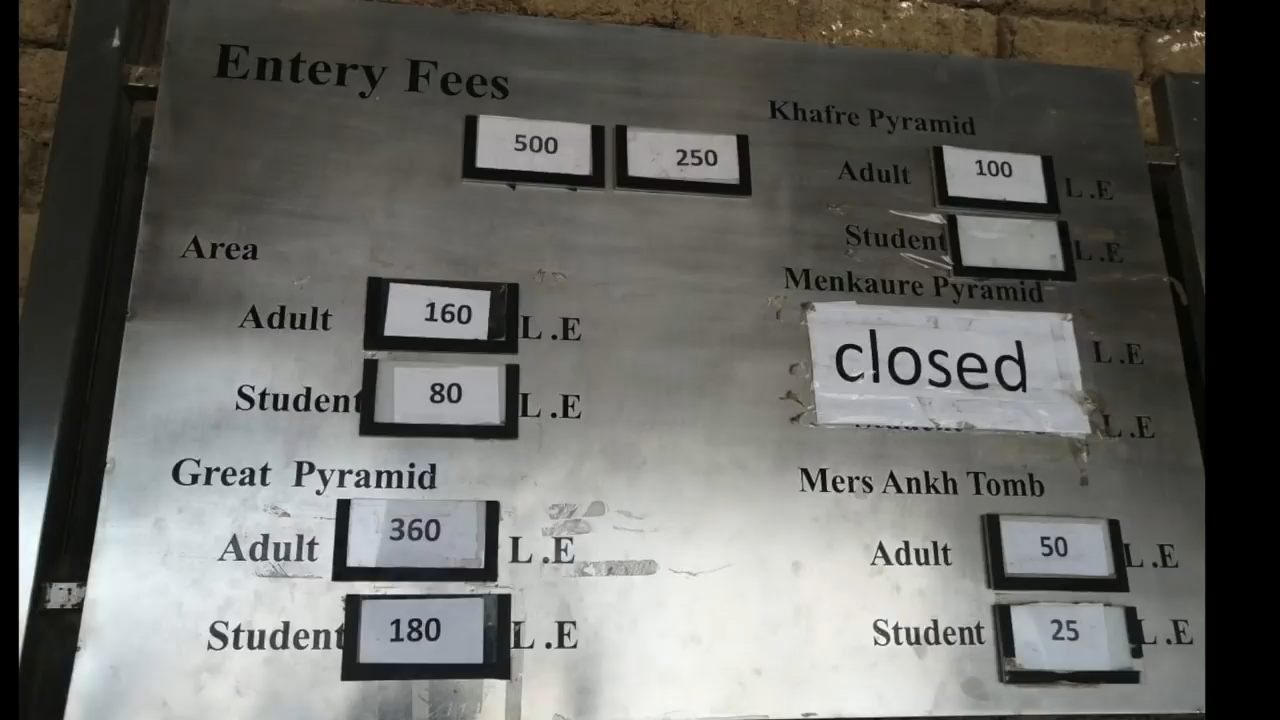 Entery Fees
500 250
Area
Adult 160 L.E
Student 80 L.E
Great Pyramid
Adult 360 L.E
Student 180 L.E
Khafre Pyramid
Adult 100 L.E
Student L.E
Menkaure Pyramid
closed L.E
Student L.E
Mers Ankh Tomb
Adult 50 L.E
Student 25 L.E